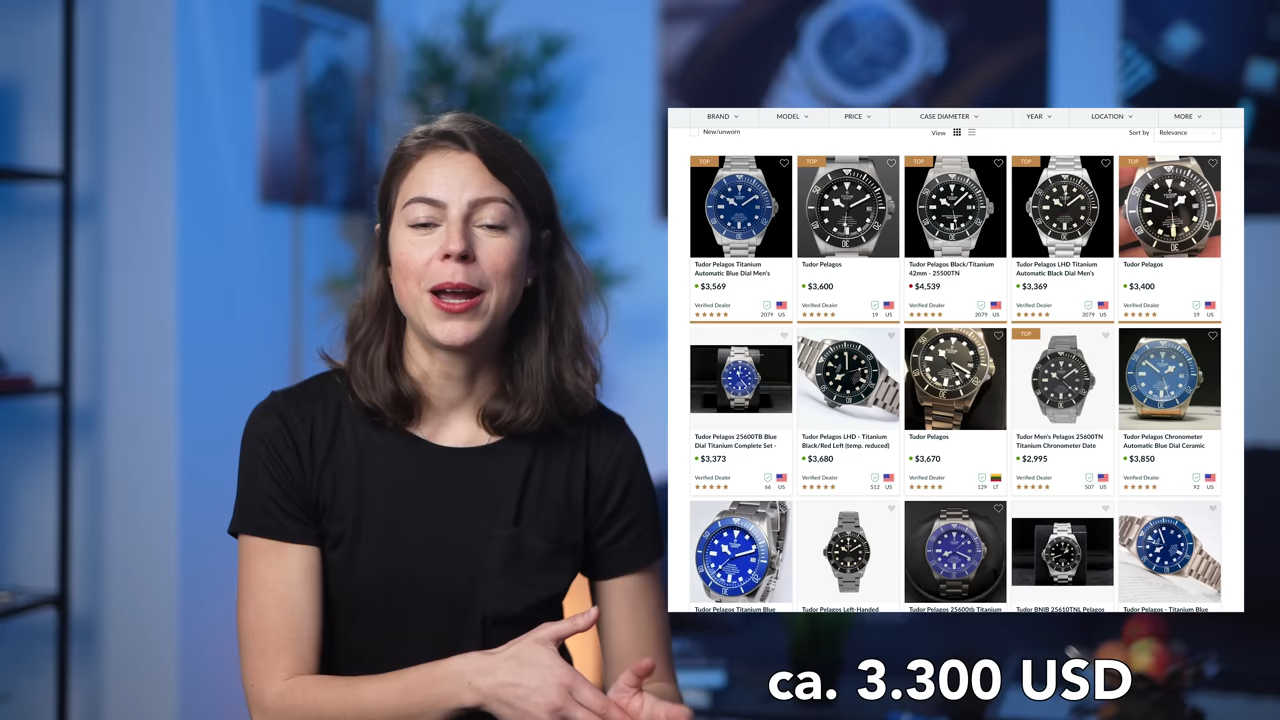 BRAND MODEL PRICE CASE DIAMETER YEAR LOCATION MORE
New/unworn View Sort by Relevance
TOP TOP TOP TOP TOP
Tudor Pelagos Titanium
Automatic Blue Dial Men's
$3,569
Verified Dealer
2079 US
Tudor Pelagos
$3,600
Verified Dealer
19 US
Tudor Pelagos Black/Titanium
42mm - 25500TN
$4,539
Verified Dealer
2079 US
Tudor Pelagos LHD Titanium
Automatic Black Dial Men's
$3,369
Verified Dealer
2079 US
Tudor Pelagos
$3,400
Verified Dealer
19 US
TOP
Tudor Pelagos 25600TB Blue
Dial Titanium Complete Set -
$3,373
Verified Dealer
66 US
Tudor Pelagos LHD - Titanium
Black/Red Left (temp. reduced)
$3,680
Verified Dealer
512 US
Tudor Pelagos
$3,670
Verified Dealer
129 LT
Tudor Men's Pelagos 25600TN
Titanium Chronometer Date
$2,995
Verified Dealer
507 US
Tudor Pelagos Chronometer
Automatic Blue Dial Ceramic
$3,850
Verified Dealer
92 US
Tudor Pelagos Titanium Blue
Tudor Pelagos Left-Handed
Tudor Pelagos 25600tb Titanium
Tudor BNIB 25610TNL Pelagos
Tudor Pelagos - Titanium Blue
ca. 3.300 USD